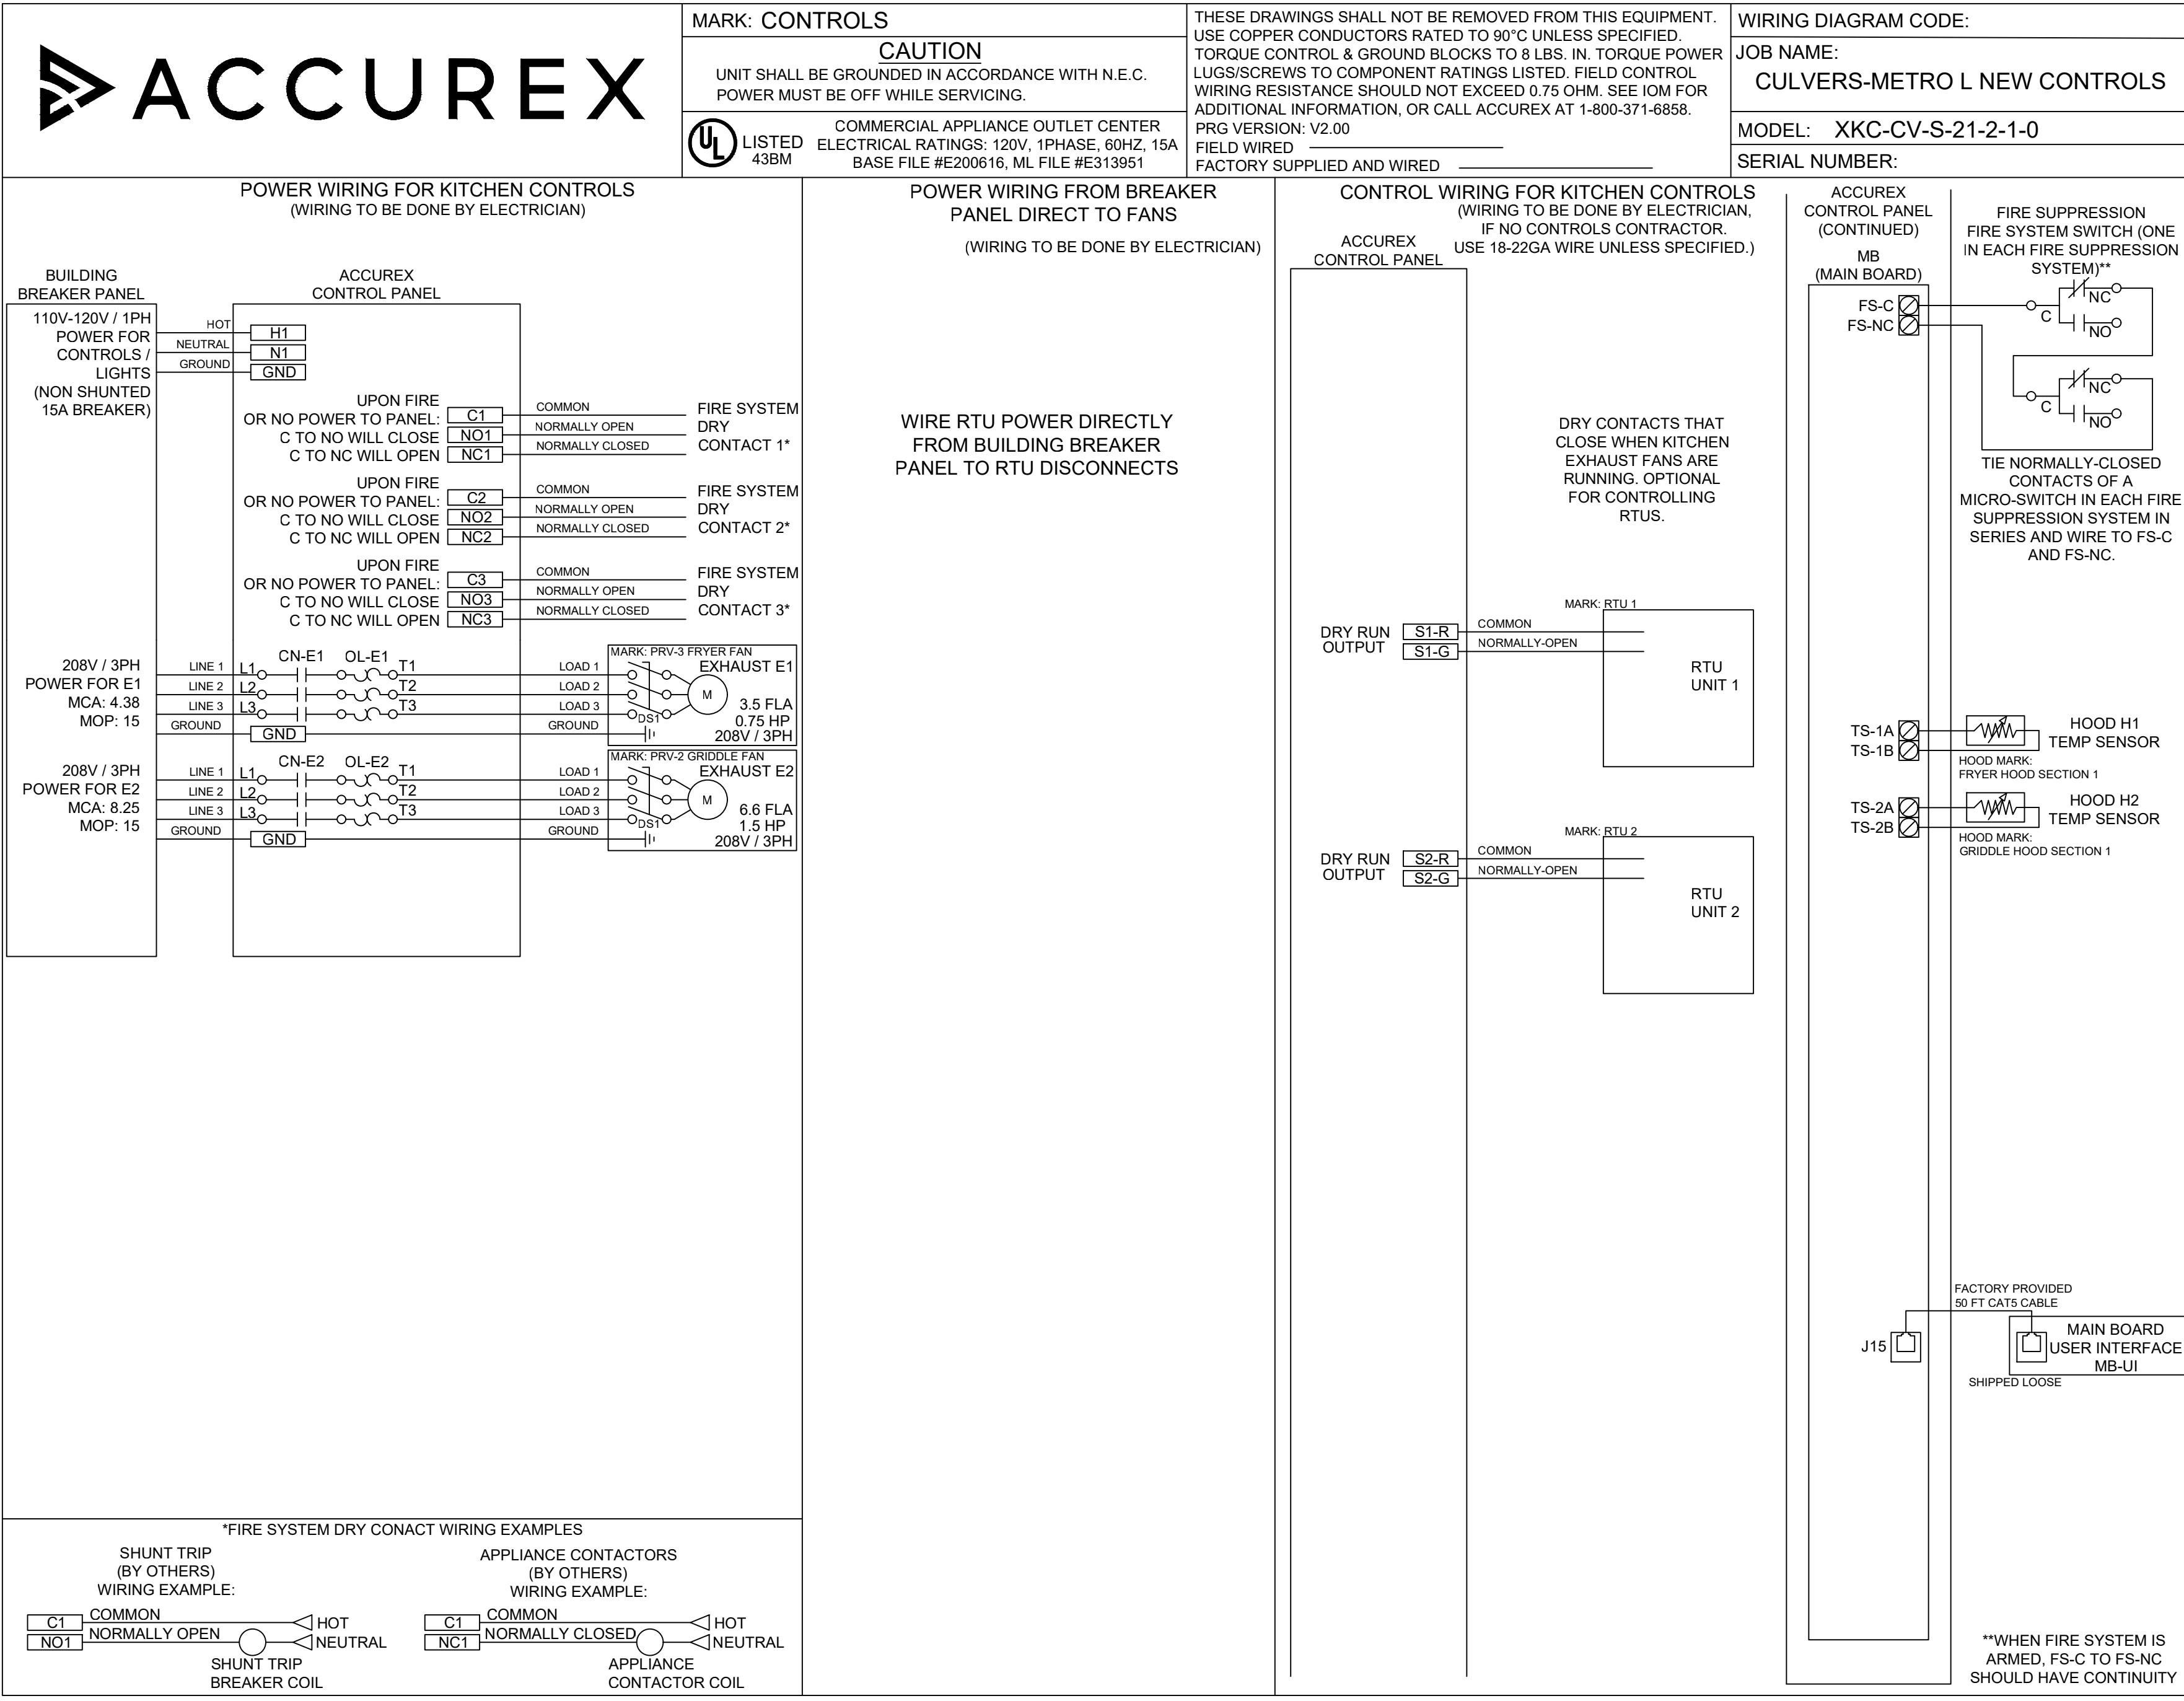 ACCUREX
MARK: CONTROLS
CAUTION
UNIT SHALL BE GROUNDED IN ACCORDANCE WITH N.E.C.
POWER MUST BE OFF WHILE SERVICING.
UL
LISTED
43BM
COMMERCIAL APPLIANCE OUTLET CENTER
ELECTRICAL RATINGS: 120V, 1PHASE, 60HZ, 15A
BASE FILE #E200616, ML FILE #E313951
THESE DRAWINGS SHALL NOT BE REMOVED FROM THIS EQUIPMENT.
USE COPPER CONDUCTORS RATED TO 90°C UNLESS SPECIFIED.
TORQUE CONTROL & GROUND BLOCKS TO 8 LBS. IN. TORQUE POWER
LUGS/SCREWS TO COMPONENT RATINGS LISTED. FIELD CONTROL
WIRING RESISTANCE SHOULD NOT EXCEED 0.75 OHM. SEE IOM FOR
ADDITIONAL INFORMATION, OR CALL ACCUREX AT 1-800-371-6858.
PRG VERSION: V2.00
FIELD WIRED
FACTORY SUPPLIED AND WIRED
WIRING DIAGRAM CODE:
JOB NAME:
CULVERS-METRO L NEW CONTROLS
MODEL: XKC-CV-S-21-2-1-0
SERIAL NUMBER:
POWER WIRING FOR KITCHEN CONTROLS
(WIRING TO BE DONE BY ELECTRICIAN)
BUILDING
BREAKER PANEL
ACCUREX
CONTROL PANEL
110V-120V / 1PH
POWER FOR
CONTROLS /
LIGHTS
(NON SHUNTED
15A BREAKER)
HOT
H1
NEUTRAL
N1
GROUND
GND
UPON FIRE
OR NO POWER TO PANEL:
C TO NO WILL CLOSE
C TO NC WILL OPEN
C1
NO1
NC1
COMMON
NORMALLY OPEN
NORMALLY CLOSED
FIRE SYSTEM
DRY
CONTACT 1*
UPON FIRE
OR NO POWER TO PANEL:
C TO NO WILL CLOSE
C TO NC WILL OPEN
C2
NO2
NC2
COMMON
NORMALLY OPEN
NORMALLY CLOSED
FIRE SYSTEM
DRY
CONTACT 2*
UPON FIRE
OR NO POWER TO PANEL:
C TO NO WILL CLOSE
C TO NC WILL OPEN
C3
NO3
NC3
COMMON
NORMALLY OPEN
NORMALLY CLOSED
FIRE SYSTEM
DRY
CONTACT 3*
208V / 3PH
POWER FOR E1
MCA: 4.38
MOP: 15
LINE 1
LINE 2
LINE 3
GROUND
L1
L2
L3
GND
CN-E1
OL-E1
T1
T2
T3
LOAD 1
LOAD 2
LOAD 3
GROUND
MARK: PRV-3 FRYER FAN
EXHAUST E1
M
DS1
3.5 FLA
0.75 HP
208V / 3PH
208V / 3PH
POWER FOR E2
MCA: 8.25
MOP: 15
LINE 1
LINE 2
LINE 3
GROUND
L1
L2
L3
GND
CN-E2
OL-E2
T1
T2
T3
LOAD 1
LOAD 2
LOAD 3
GROUND
MARK: PRV-2 GRIDDLE FAN
EXHAUST E2
M
DS1
6.6 FLA
1.5 HP
208V / 3PH
*FIRE SYSTEM DRY CONACT WIRING EXAMPLES
SHUNT TRIP
(BY OTHERS)
WIRING EXAMPLE:
C1
COMMON
HOT
NO1
NORMALLY OPEN
NEUTRAL
SHUNT TRIP
BREAKER COIL
APPLIANCE CONTACTORS
(BY OTHERS)
WIRING EXAMPLE:
C1
COMMON
HOT
NC1
NORMALLY CLOSED
NEUTRAL
APPLIANCE
CONTACTOR COIL
POWER WIRING FROM BREAKER
PANEL DIRECT TO FANS
(WIRING TO BE DONE BY ELECTRICIAN)
WIRE RTU POWER DIRECTLY
FROM BUILDING BREAKER
PANEL TO RTU DISCONNECTS
CONTROL WIRING FOR KITCHEN CONTROLS
(WIRING TO BE DONE BY ELECTRICIAN,
IF NO CONTROLS CONTRACTOR.
USE 18-22GA WIRE UNLESS SPECIFIED.)
ACCUREX
CONTROL PANEL
DRY CONTACTS THAT
CLOSE WHEN KITCHEN
EXHAUST FANS ARE
RUNNING. OPTIONAL
FOR CONTROLLING
RTUS.
MARK: RTU 1
DRY RUN
OUTPUT
S1-R
S1-G
COMMON
NORMALLY-OPEN
RTU
UNIT 1
MARK: RTU 2
DRY RUN
OUTPUT
S2-R
S2-G
COMMON
NORMALLY-OPEN
RTU
UNIT 2
ACCUREX
CONTROL PANEL
(CONTINUED)
MB
(MAIN BOARD)
FS-C
FS-NC
FIRE SUPPRESSION
FIRE SYSTEM SWITCH (ONE
IN EACH FIRE SUPPRESSION
SYSTEM)**
NC
C
NO
NC
C
NO
TIE NORMALLY-CLOSED
CONTACTS OF A
MICRO-SWITCH IN EACH FIRE
SUPPRESSION SYSTEM IN
SERIES AND WIRE TO FS-C
AND FS-NC.
TS-1A
TS-1B
HOOD H1
TEMP SENSOR
HOOD MARK:
FRYER HOOD SECTION 1
TS-2A
TS-2B
HOOD H2
TEMP SENSOR
HOOD MARK:
GRIDDLE HOOD SECTION 1
FACTORY PROVIDED
50 FT CAT5 CABLE
J15
MAIN BOARD
USER INTERFACE
MB-UI
SHIPPED LOOSE
**WHEN FIRE SYSTEM IS
ARMED, FS-C TO FS-NC
SHOULD HAVE CONTINUITY